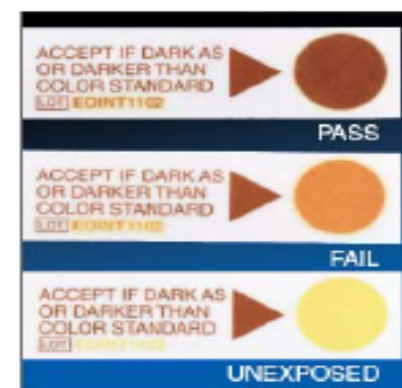 ACCEPT IF DARK AS
OR DARKER THAN
COLOR STANDARD
LOT EOINT1102
PASS
ACCEPT IF DARK AS
OR DARKER THAN
COLOR STANDARD
LOT EOINT1102
FAIL
ACCEPT IF DARK AS
OR DARKER THAN
COLOR STANDARD
LOT EOINT1102
UNEXPOSED